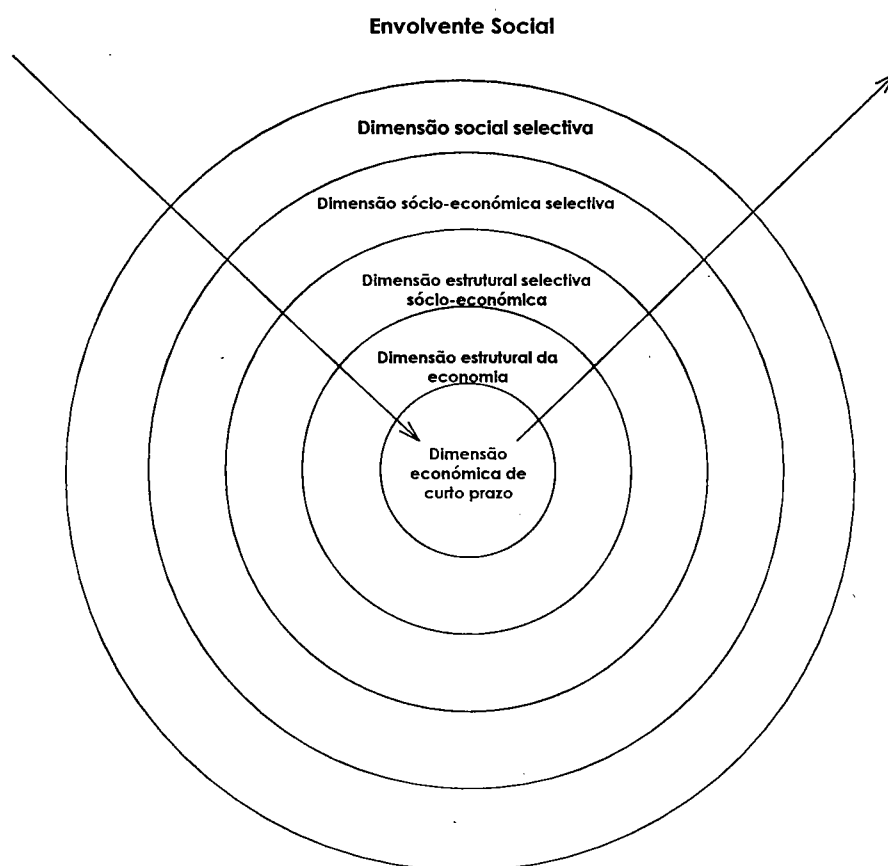 Envolvente Social
Dimensão social selectiva
Dimensão sócio-económica selectiva
Dimensão estrutural selectiva
sócio-económica
Dimensão estrutural da
economia
Dimensão
económica de
curto prazo